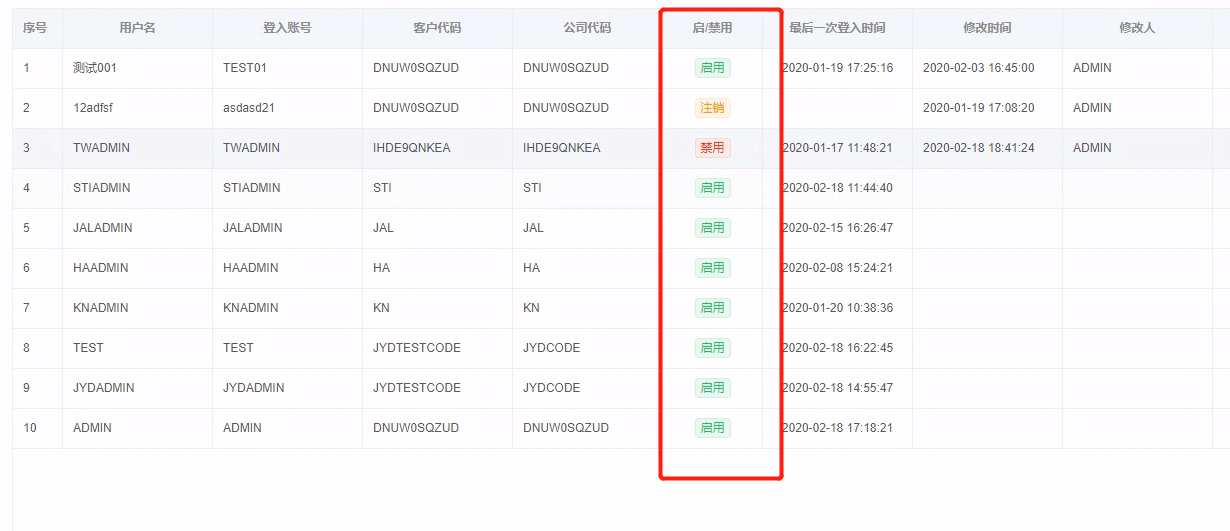 序号 用户名 登入账号 客户代码 公司代码 启/禁用 最后一次登入时间 修改时间 修改人
1 测试001 TEST01 DNUW0SQZUD DNUW0SQZUD 启用 2020-01-19 17:25:16 2020-02-03 16:45:00 ADMIN
2 12adfsf asdasd21 DNUW0SQZUD DNUW0SQZUD 注销 2020-01-19 17:08:20 ADMIN
3 TWADMIN TWADMIN IHDE9QNKEA IHDE9QNKEA 禁用 2020-01-17 11:48:21 2020-02-18 18:41:24 ADMIN
4 STIADMIN STIADMIN STI STI 启用 2020-02-18 11:44:40
5 JALADMIN JALADMIN JAL JAL 启用 2020-02-15 16:26:47
6 HAADMIN HAADMIN HA HA 启用 2020-02-08 15:24:21
7 KNADMIN KNADMIN KN KN 启用 2020-01-20 10:38:36
8 TEST TEST JYDTESTCODE JYDCODE 启用 2020-02-18 16:22:45
9 JYDADMIN JYDADMIN JYDTESTCODE JYDCODE 启用 2020-02-18 14:55:47
10 ADMIN ADMIN DNUW0SQZUD DNUW0SQZUD 启用 2020-02-18 17:18:21